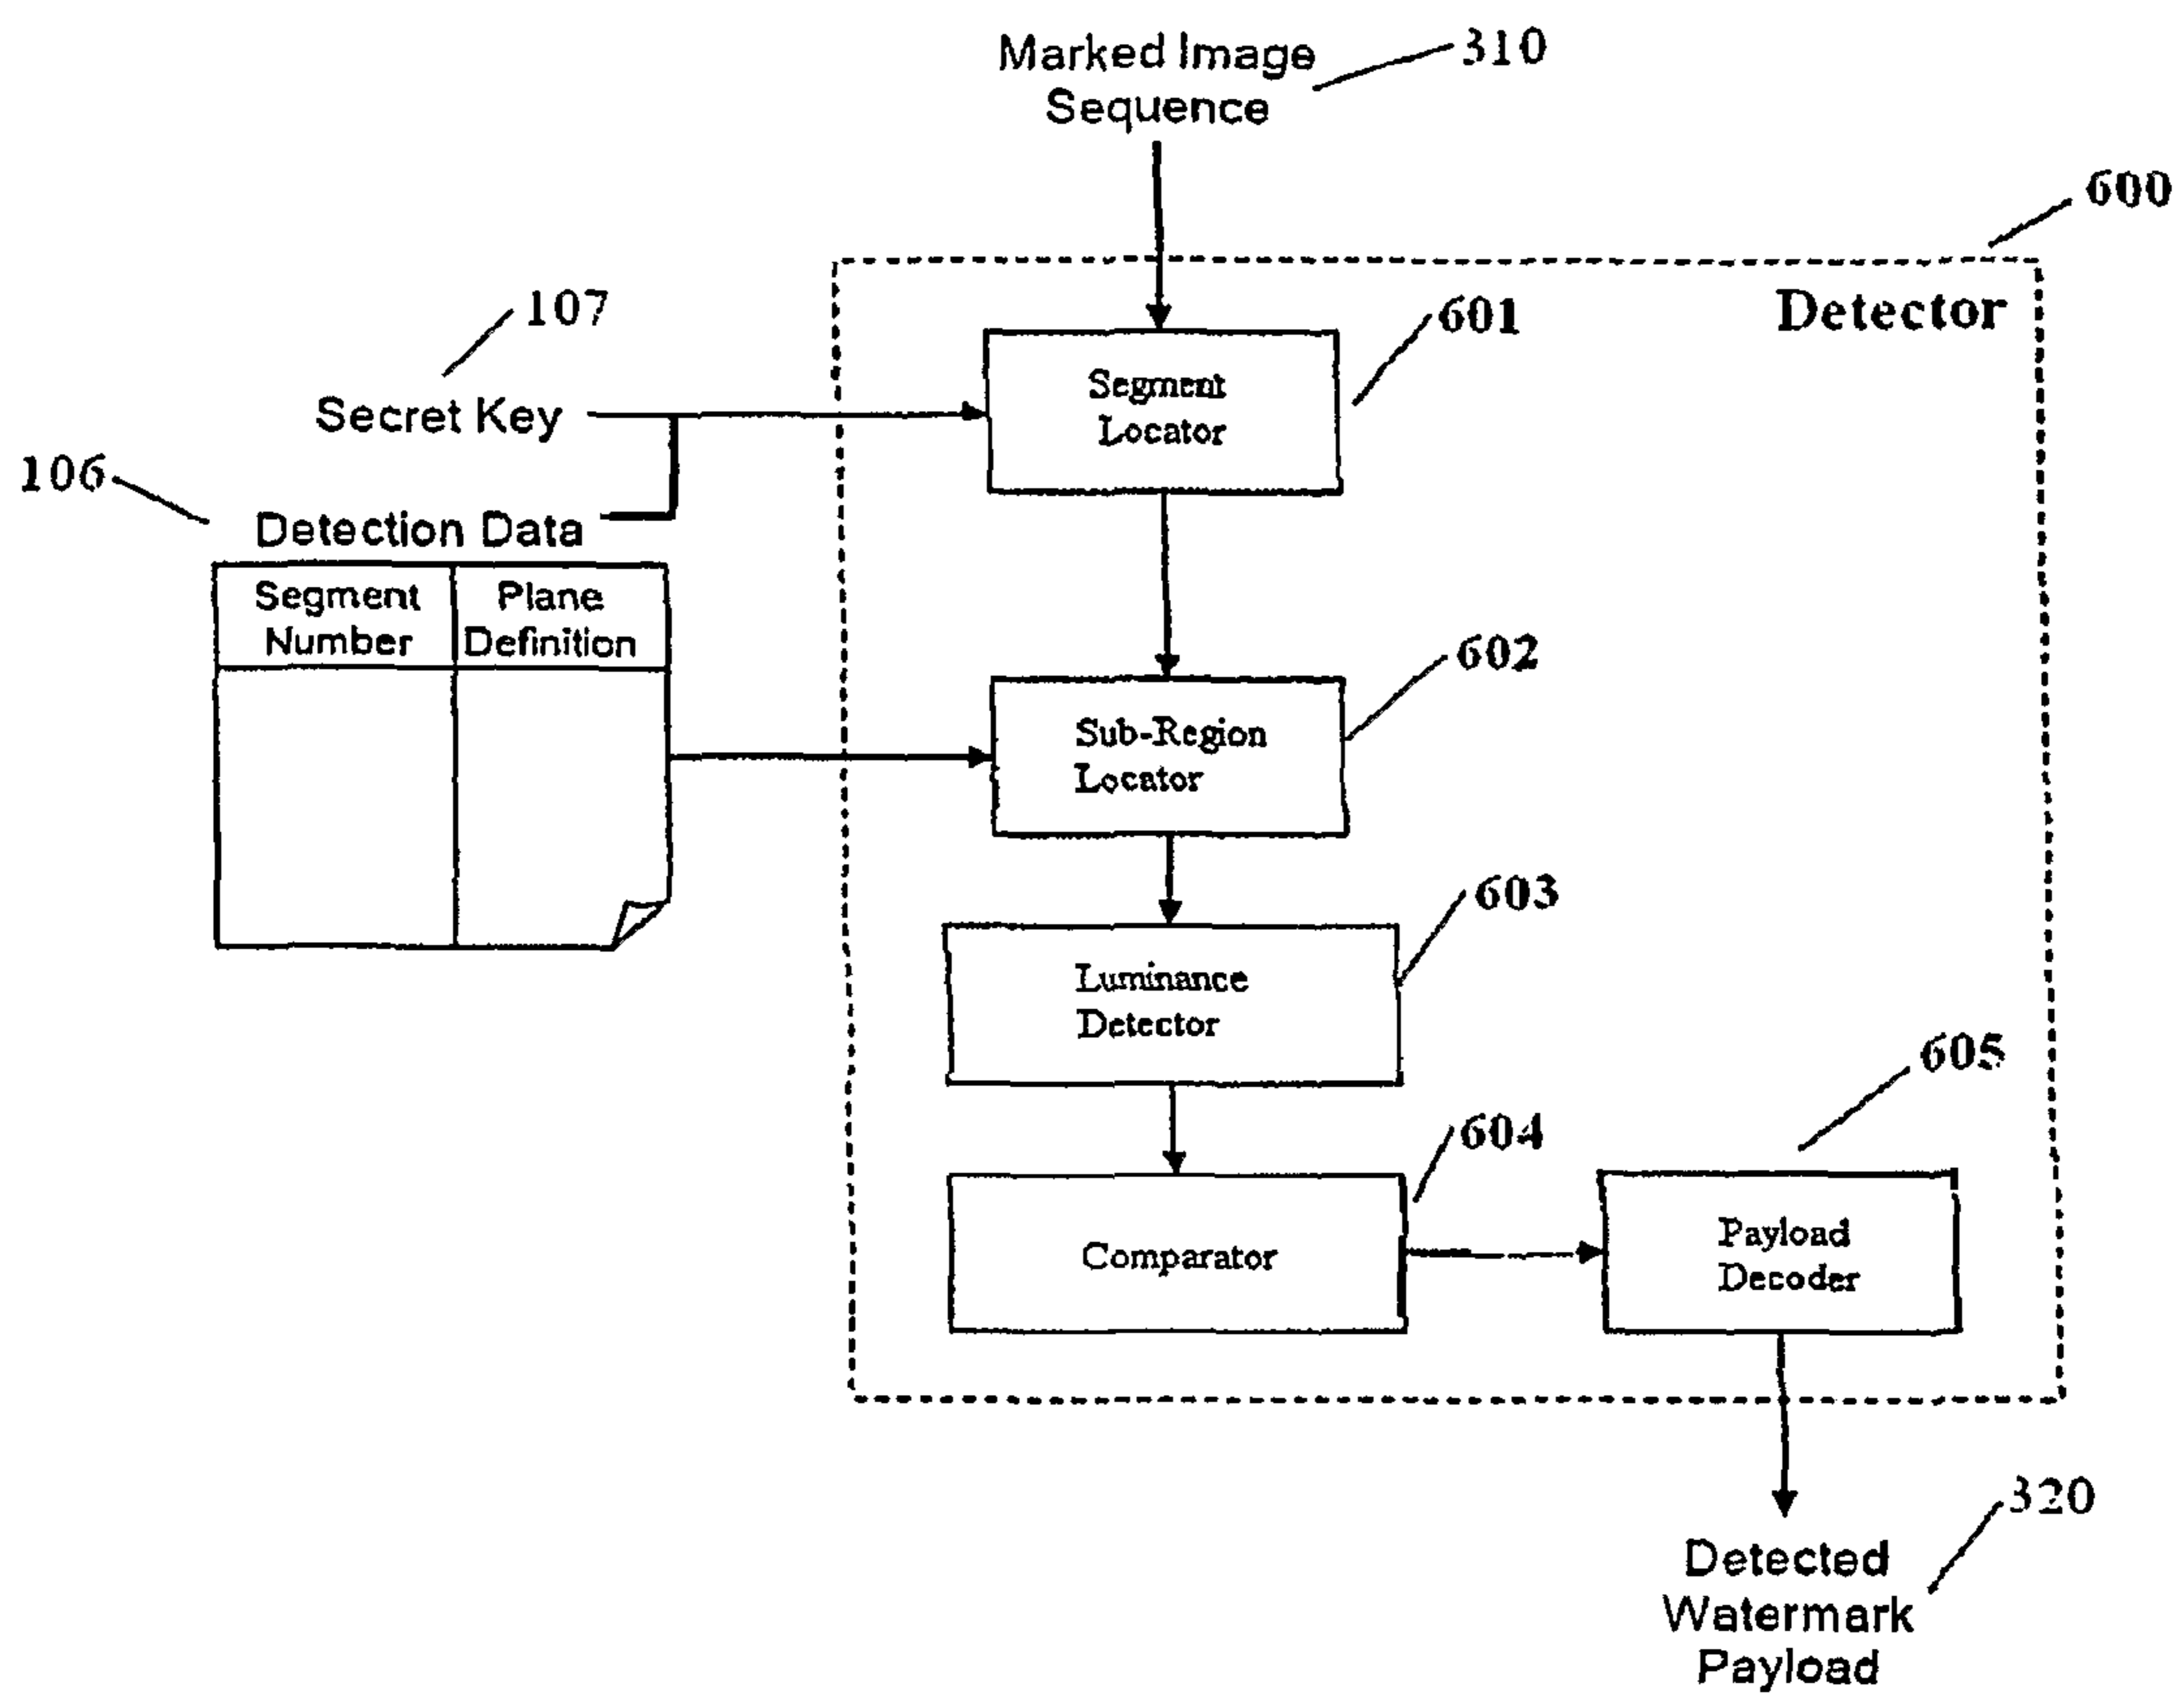 Marked Image
Sequence
310
600
Detector
107
601
Segment
Locator
Secret Key
106
Detection Data
Segment
Number
Plane
Definition
602
Sub-Region
Locator
603
Luminance
Detector
605
604
Comparator
Payload
Decoder
320
Detected
Watermark
Payload